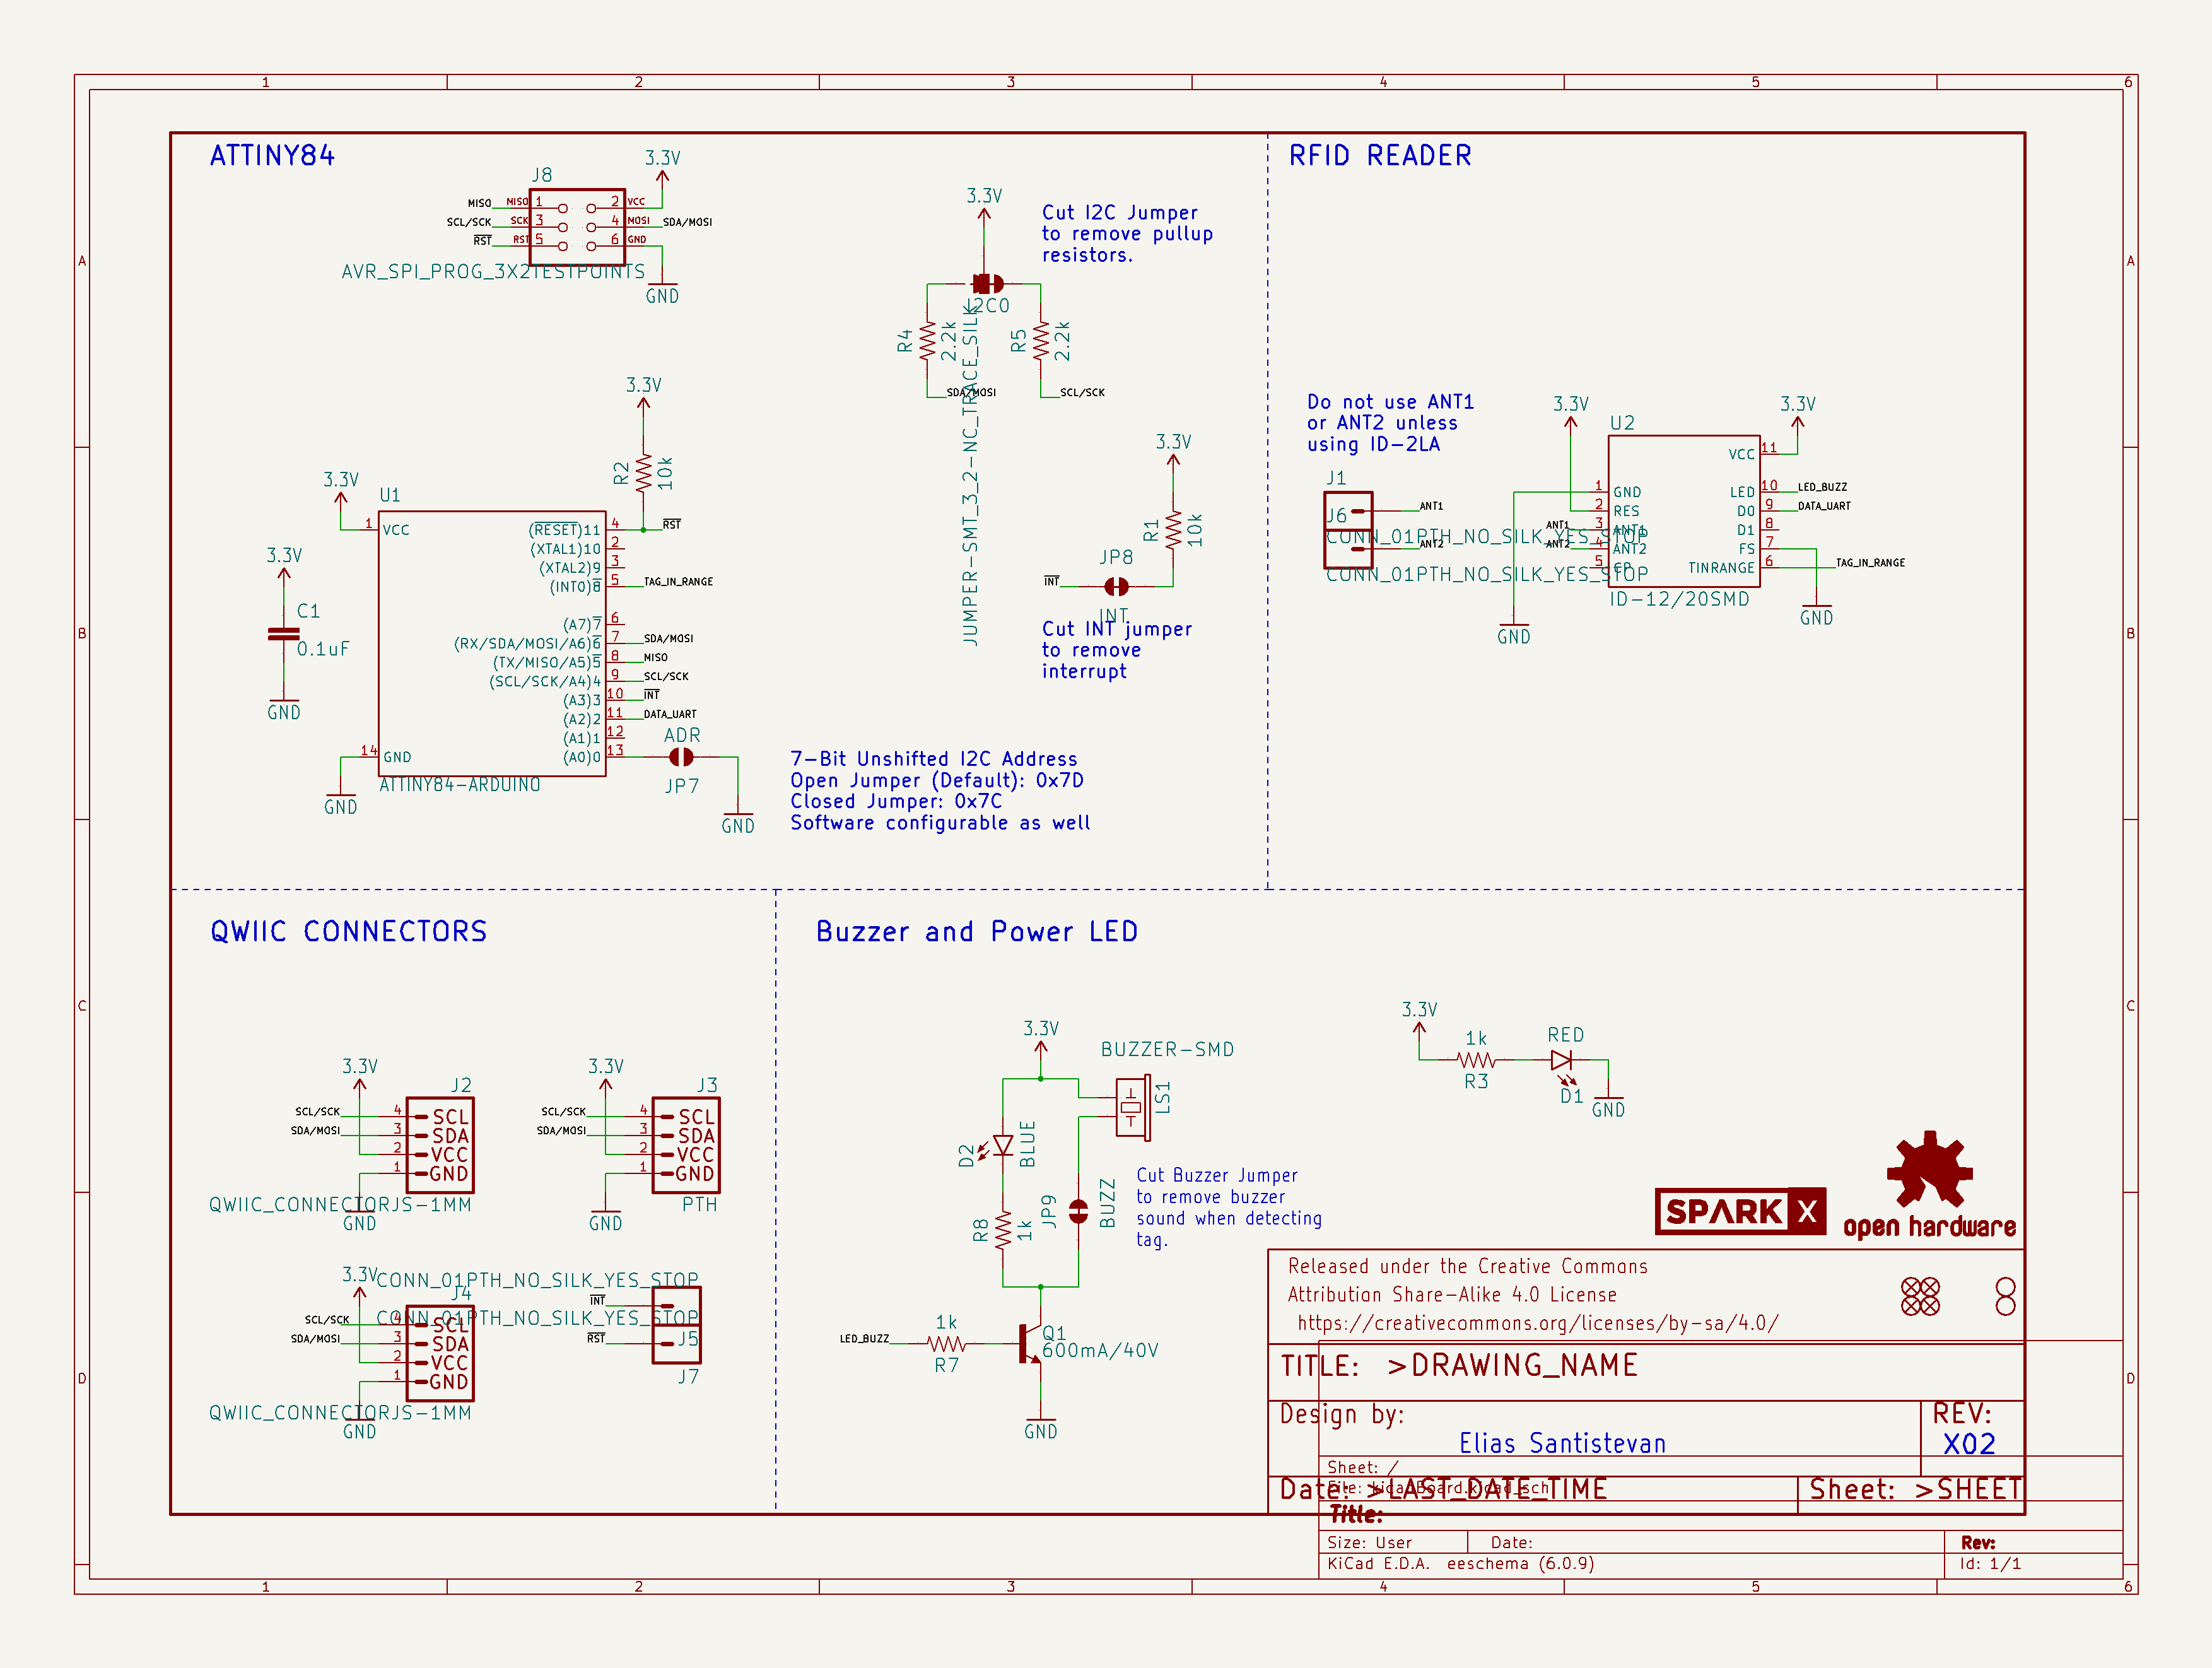 1 2 3 4 5 6
A A
B B
C C
D D
1 2 3 4 5 6
ATTINY84
J8
3.3V
MISO MISO 1 2 VCC
SCL/SCK SCK 3 4 MOSI SDA/MOSI
RST RST 5 6 GND
AVR_SPI_PROG_3X2TESTPOINTS
GND
3.3V
Cut I2C Jumper
to remove pullup
resistors.
I2C0
JUMPER-SMT_3_2-NC_TRACE_SILK
R4
2.2k
R5
2.2k
SDA/MOSI
SCL/SCK
3.3V
R2
10k
3.3V
U1
1 VCC
(RESET)11 4 RST
(XTAL1)10 2
(XTAL2)9 3
(INT0)8 5 TAG_IN_RANGE
(A7)7 6
(RX/SDA/MOSI/A6)6 7 SDA/MOSI
(TX/MISO/A5)5 8 MISO
(SCL/SCK/A4)4 9 SCL/SCK
(A3)3 10 INT
(A2)2 11 DATA_UART
(A1)1 12
(A0)0 13
14 GND
ATTINY84-ARDUINO
GND
3.3V
C1
0.1uF
GND
ADR
JP7
GND
3.3V
R1
10k
JP8
INT
INT
Cut INT jumper
to remove
interrupt
7-Bit Unshifted I2C Address
Open Jumper (Default): 0x7D
Closed Jumper: 0x7C
Software configurable as well
RFID READER
Do not use ANT1
or ANT2 unless
using ID-2LA
J1
ANT1
J6
CONN_01PTH_NO_SILK_YES_STOP
ANT2
CONN_01PTH_NO_SILK_YES_STOP
3.3V
3.3V
U2
VCC 11
1 GND
LED 10 LED_BUZZ
2 RES
D0 9 DATA_UART
ANT1 3 ANT1
D1 8
ANT2 4 ANT2
FS 7
5 CP
TINRANGE 6 TAG_IN_RANGE
ID-12/20SMD
GND
GND
QWIIC CONNECTORS
3.3V
J2
SCL/SCK 4 SCL
SDA/MOSI 3 SDA
2 VCC
1 GND
QWIIC_CONNECTORJS-1MM
GND
3.3V
J3
SCL/SCK 4 SCL
SDA/MOSI 3 SDA
2 VCC
1 GND
PTH
GND
3.3V
J4
SCL/SCK 4 SCL
SDA/MOSI 3 SDA
2 VCC
1 GND
QWIIC_CONNECTORJS-1MM
GND
CONN_01PTH_NO_SILK_YES_STOP
INT
CONN_01PTH_NO_SILK_YES_STOP
RST
J5
J7
Buzzer and Power LED
3.3V
BUZZER-SMD
LS1
D2
BLUE
R8
1k
JP9
BUZZ
Cut Buzzer Jumper
to remove buzzer
sound when detecting
tag.
LED_BUZZ
1k
R7
Q1
600mA/40V
GND
3.3V
1k
R3
RED
D1
GND
SPARK X
open hardware
Released under the Creative Commons
Attribution Share-Alike 4.0 License
https://creativecommons.org/licenses/by-sa/4.0/
TITLE: >DRAWING_NAME
Design by:
Elias Santistevan
REV:
X02
Date: >LAST_DATE_TIME
Sheet: >SHEET
Sheet: /
File: kicadBoard.kicad_sch
Title:
Size: User
Date:
Rev:
KiCad E.D.A. eeschema (6.0.9)
Id: 1/1